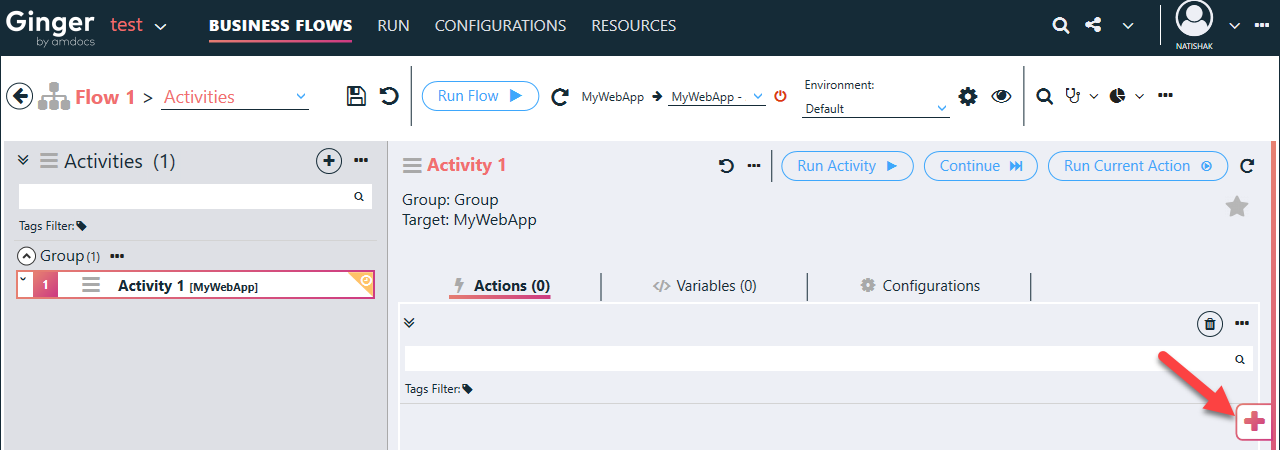 Ginger
by amdocs
test
BUSINESS FLOWS RUN CONFIGURATIONS RESOURCES
NATISHAK
Flow 1 > Activities
Run Flow
MyWebApp MyWebApp -
Environment:
Default
Activities (1)
Tags Filter:
Group (1)
1 Activity 1 [MyWebApp]
Activity 1
Run Activity Continue Run Current Action
Group: Group
Target: MyWebApp
Actions (0) Variables (0) Configurations
Tags Filter: